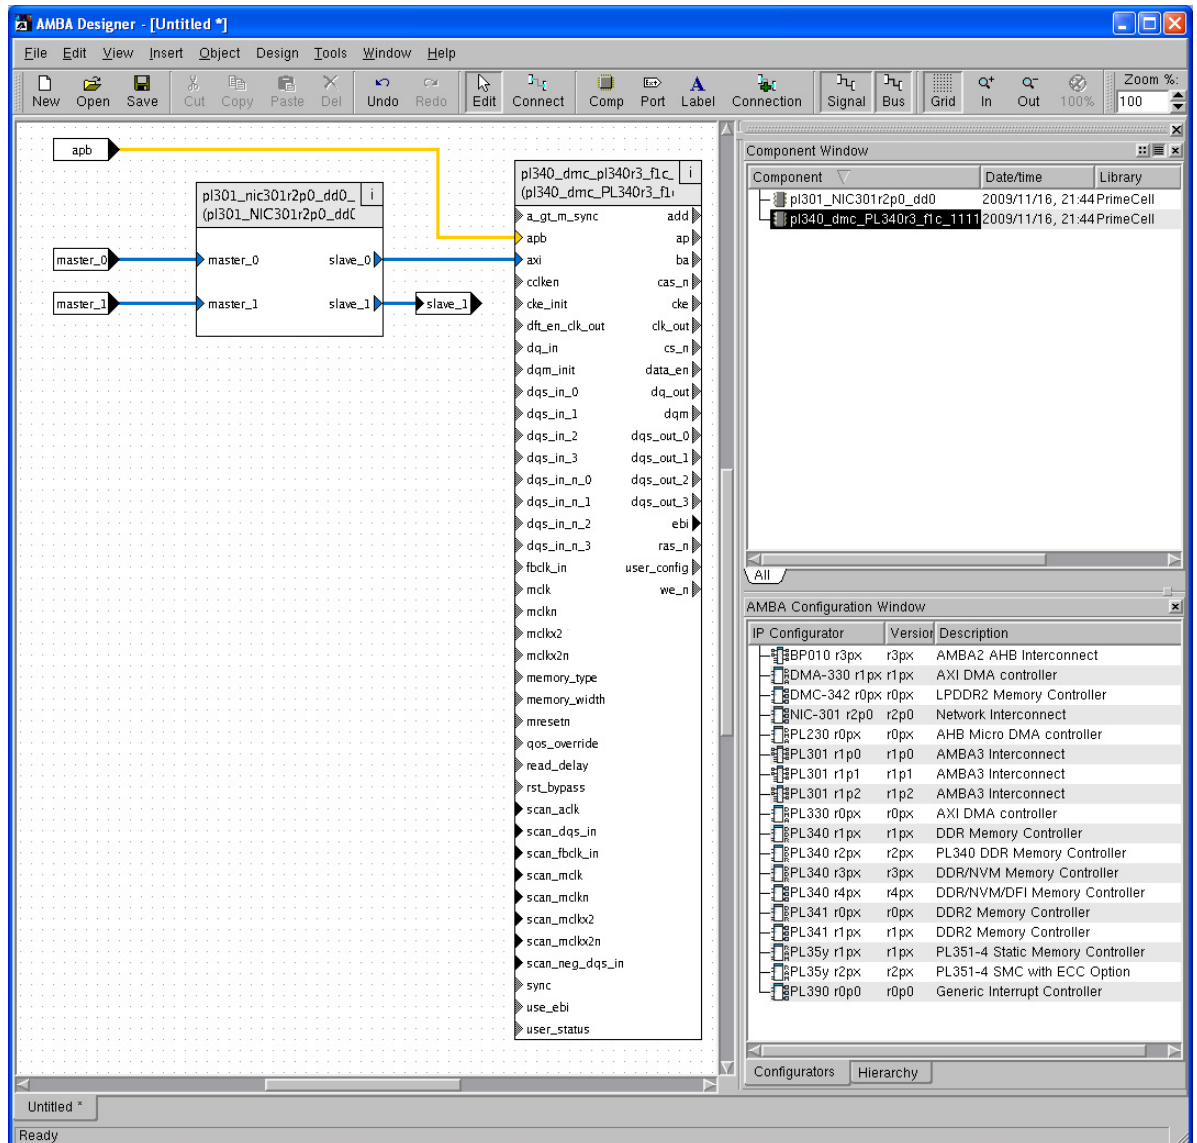 AMBA Designer - [Untitled *]
File Edit View Insert Object Design Tools Window Help
New Open Save Cut Copy Paste Del Undo Redo Edit Connect Comp Port Label Connection Signal Bus Grid In Out 100% Zoom %:
100
apb
pl301_nic301r2p0_dd0_ i
(pl301_NIC301r2p0_dd0
master_0
master_0 slave_0
master_1
master_1 slave_1
slave_1
pl340_dmc_pl340r3_f1c_ i
(pl340_dmc_PL340r3_f1
a_gt_m_sync add
apb ap
axi ba
cclken cas_n
cke_init cke
dft_en_clk_out clk_out
dq_in cs_n
dqm_init data_en
dqs_in_0 dq_out
dqs_in_1 dqm
dqs_in_2 dqs_out_0
dqs_in_3 dqs_out_1
dqs_in_n_0 dqs_out_2
dqs_in_n_1 dqs_out_3
dqs_in_n_2 ebi
dqs_in_n_3 ras_n
fbclk_in user_config
mclk we_n
mclkn
mclkx2
mclkx2n
memory_type
memory_width
mresetn
qos_override
read_delay
rst_bypass
scan_aclk
scan_dqs_in
scan_fbclk_in
scan_mclk
scan_mclkn
scan_mclkx2
scan_mclkx2n
scan_neg_dqs_in
sync
use_ebi
user_status
Component Window
Component Date/time Library
pl301_NIC301r2p0_dd0 2009/11/16, 21:44 PrimeCell
pl340_dmc_PL340r3_f1c_1111 2009/11/16, 21:44 PrimeCell
All
AMBA Configuration Window
IP Configurator Version Description
BP010 r3px r3px AMBA2 AHB Interconnect
DMA-330 r1px r1px AXI DMA controller
DMC-342 r0px r0px LPDDR2 Memory Controller
NIC-301 r2p0 r2p0 Network Interconnect
PL230 r0px r0px AHB Micro DMA controller
PL301 r1p0 r1p0 AMBA3 Interconnect
PL301 r1p1 r1p1 AMBA3 Interconnect
PL301 r1p2 r1p2 AMBA3 Interconnect
PL330 r0px r0px AXI DMA controller
PL340 r1px r1px DDR Memory Controller
PL340 r2px r2px PL340 DDR Memory Controller
PL340 r3px r3px DDR/NVM Memory Controller
PL340 r4px r4px DDR/NVM/DFI Memory Controller
PL341 r0px r0px DDR2 Memory Controller
PL341 r1px r1px DDR2 Memory Controller
PL35y r1px r1px PL351-4 Static Memory Controller
PL35y r2px r2px PL351-4 SMC with ECC Option
PL390 r0p0 r0p0 Generic Interrupt Controller
Configurators Hierarchy
Untitled *
Ready